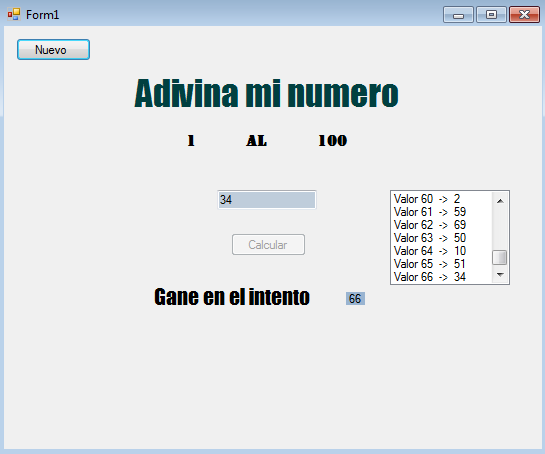 Form1
Nuevo
Adivina mi numero
1 AL 100
34
Calcular
Valor 60 -> 2
Valor 61 -> 59
Valor 62 -> 69
Valor 63 -> 50
Valor 64 -> 10
Valor 65 -> 51
Valor 66 -> 34
Gane en el intento 66